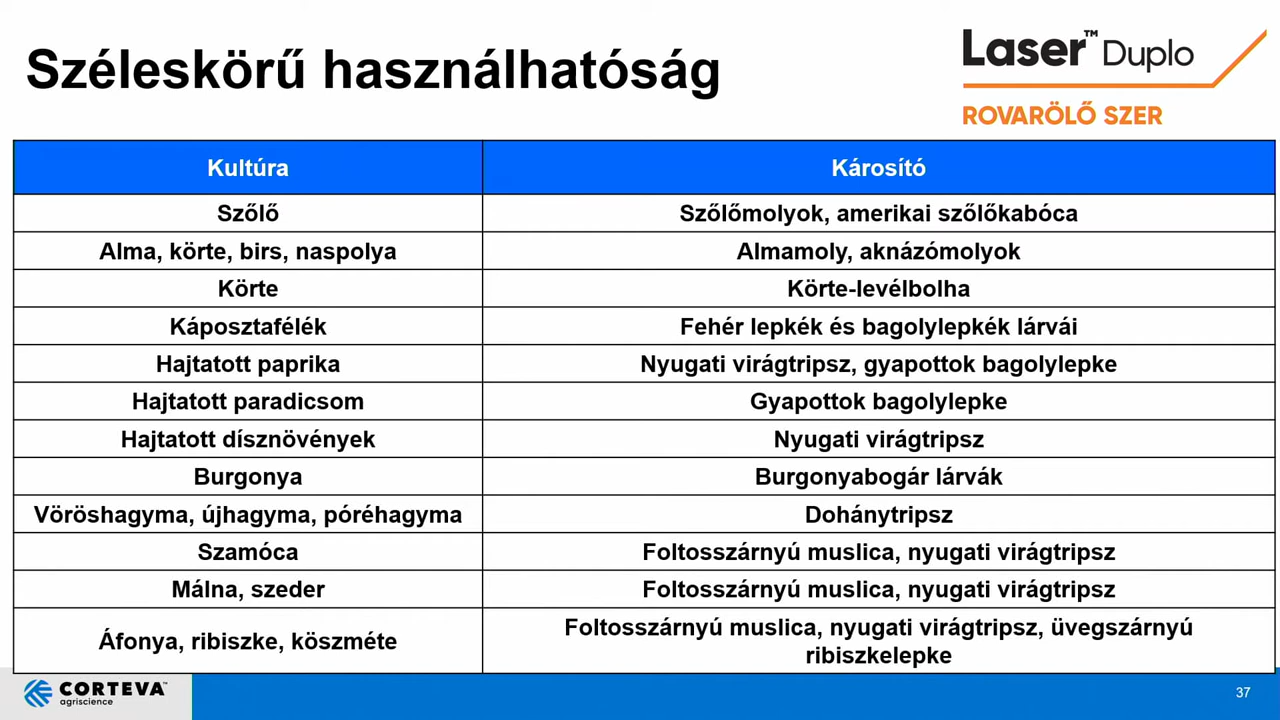 Széleskörű használhatóság
Laser™ Duplo
ROVARÖLŐ SZER
Kultúra Károsító
Szőlő Szőlőmolyok, amerikai szőlőkabóca
Alma, körte, birs, naspolya Almamoly, aknázómolyok
Körte Körte-levélbolha
Káposztafélék Fehér lepkék és bagolylepkék lárvái
Hajtatott paprika Nyugati virágtripsz, gyapottok bagolylepke
Hajtatott paradicsom Gyapottok bagolylepke
Hajtatott dísznövények Nyugati virágtripsz
Burgonya Burgonyabogár lárvák
Vöröshagyma, újhagyma, póréhagyma Dohánytripsz
Szamóca Foltosszárnyú muslica, nyugati virágtripsz
Málna, szeder Foltosszárnyú muslica, nyugati virágtripsz
Áfonya, ribiszke, köszméte Foltosszárnyú muslica, nyugati virágtripsz, üvegszárnyú
ribiszkelepke
CORTEVA™
agriscience
37